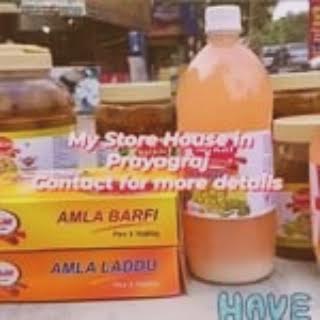 My Store House in
Prayagraj
Contact for more details
AMLA BARFI
AMLA LADDU
HAVE